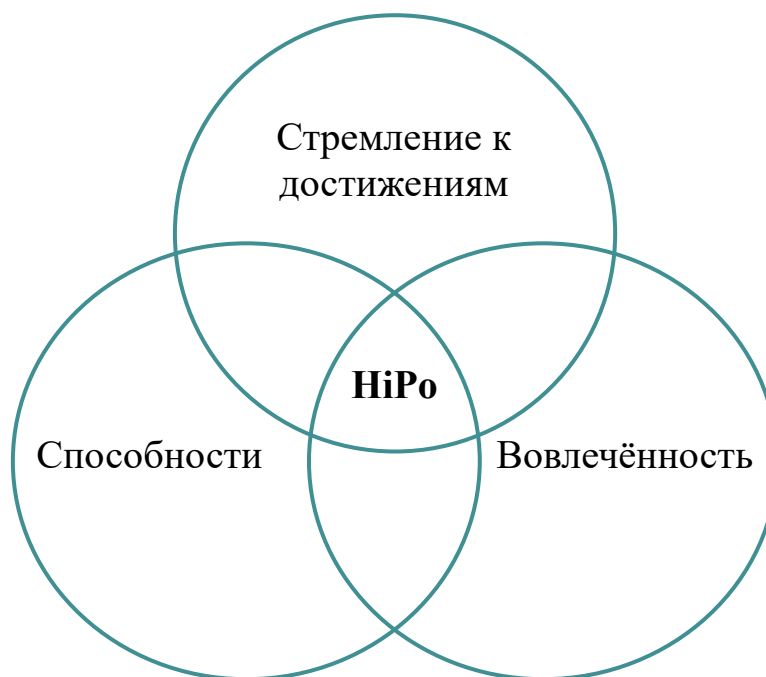 Стремление к
достижениям
HiPo
Способности
Вовлечённость